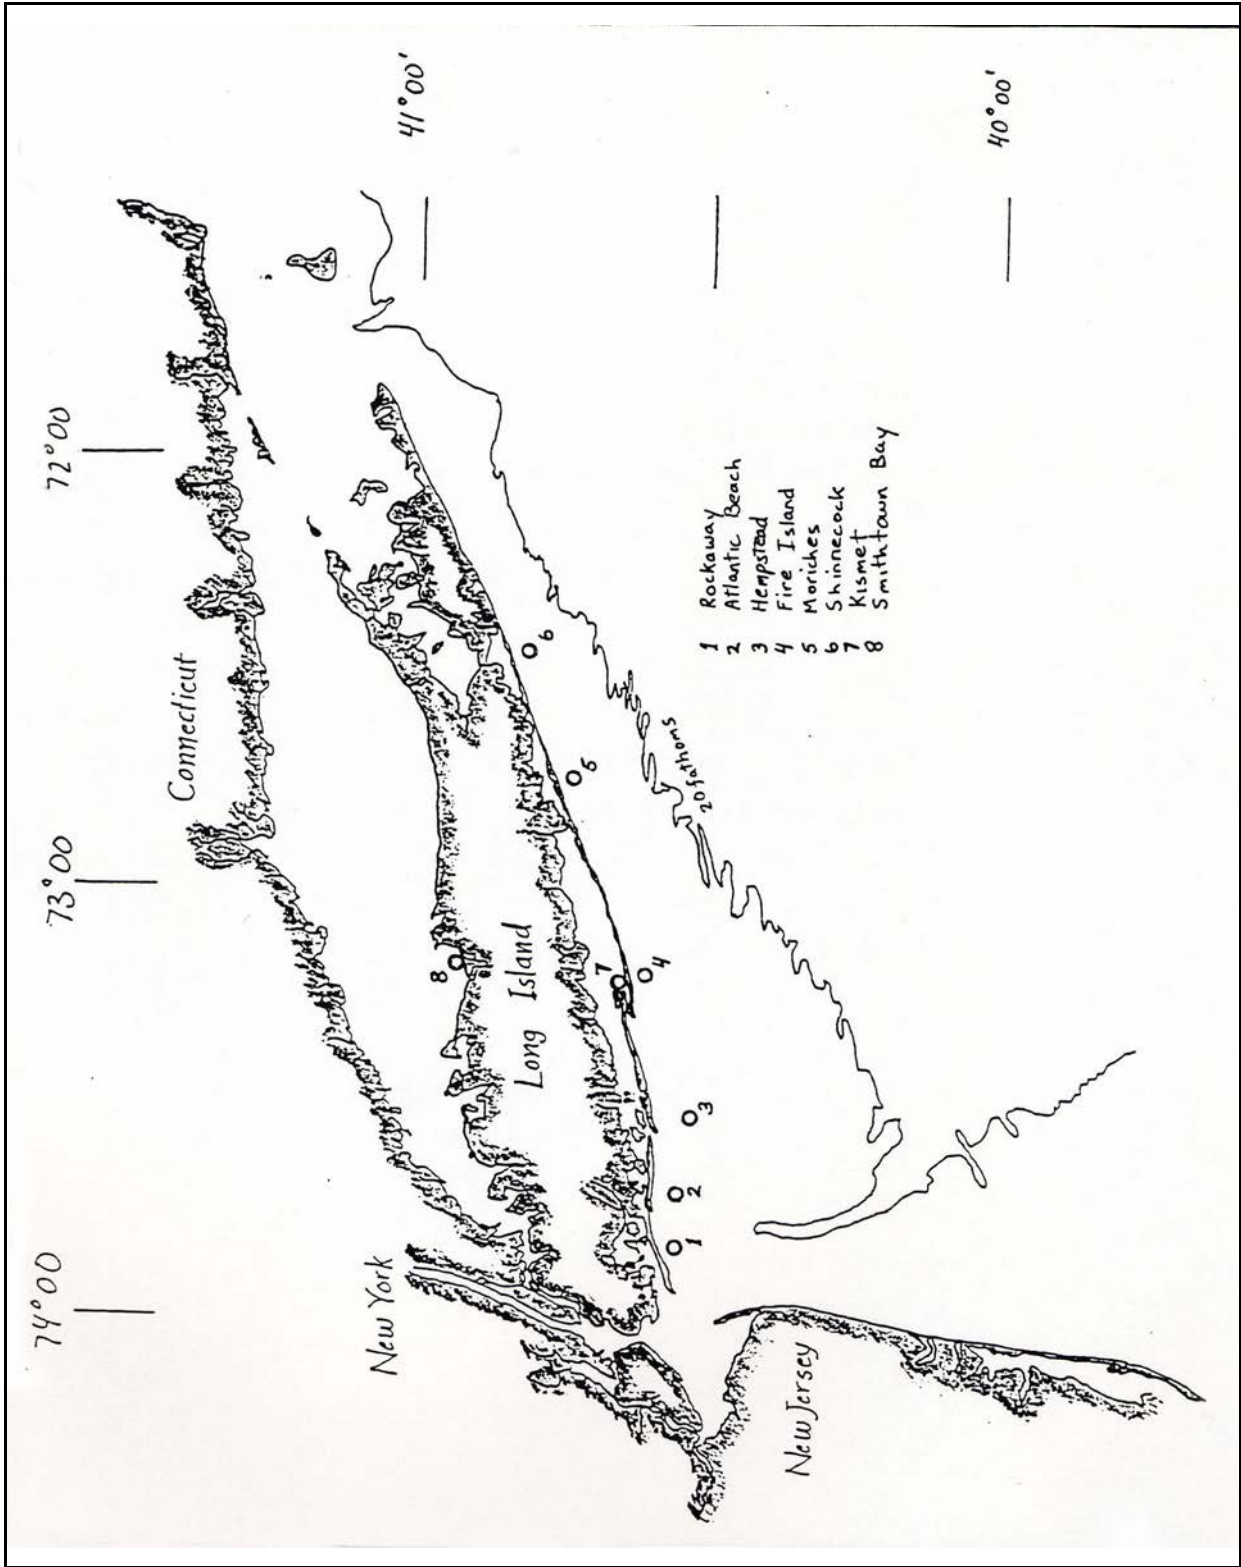 74°00
73°00
72°00
41°00'
40°00'
Connecticut
New York
New Jersey
Long Island
20 fathoms
1
2
3
4
5
6
7
8
1 Rockaway
2 Atlantic Beach
3 Hempstead
4 Fire Island
5 Moriches
6 Shinnecock
7 Kismet
8 Smithtown Bay